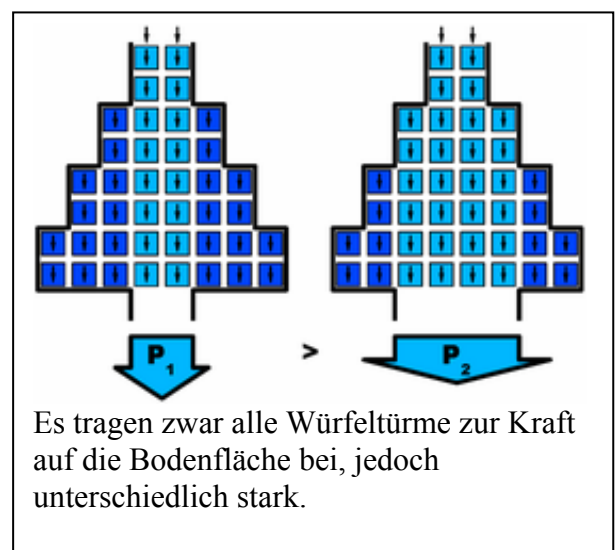 P1 > P2
Es tragen zwar alle Würfeltürme zur Kraft
auf die Bodenfläche bei, jedoch
unterschiedlich stark.